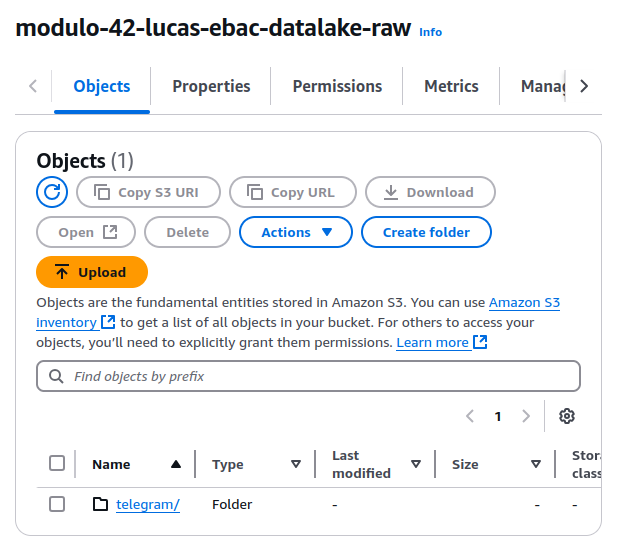 modulo-42-lucas-ebac-datalake-raw Info
Objects Properties Permissions Metrics Manag
Objects (1)
Copy S3 URI Copy URL Download
Open Delete Actions Create folder
Upload
Objects are the fundamental entities stored in Amazon S3. You can use Amazon S3
inventory to get a list of all objects in your bucket. For others to access your
objects, you’ll need to explicitly grant them permissions. Learn more
Find objects by prefix
1
Name Type Last modified Size Stora class
telegram/ Folder - - -